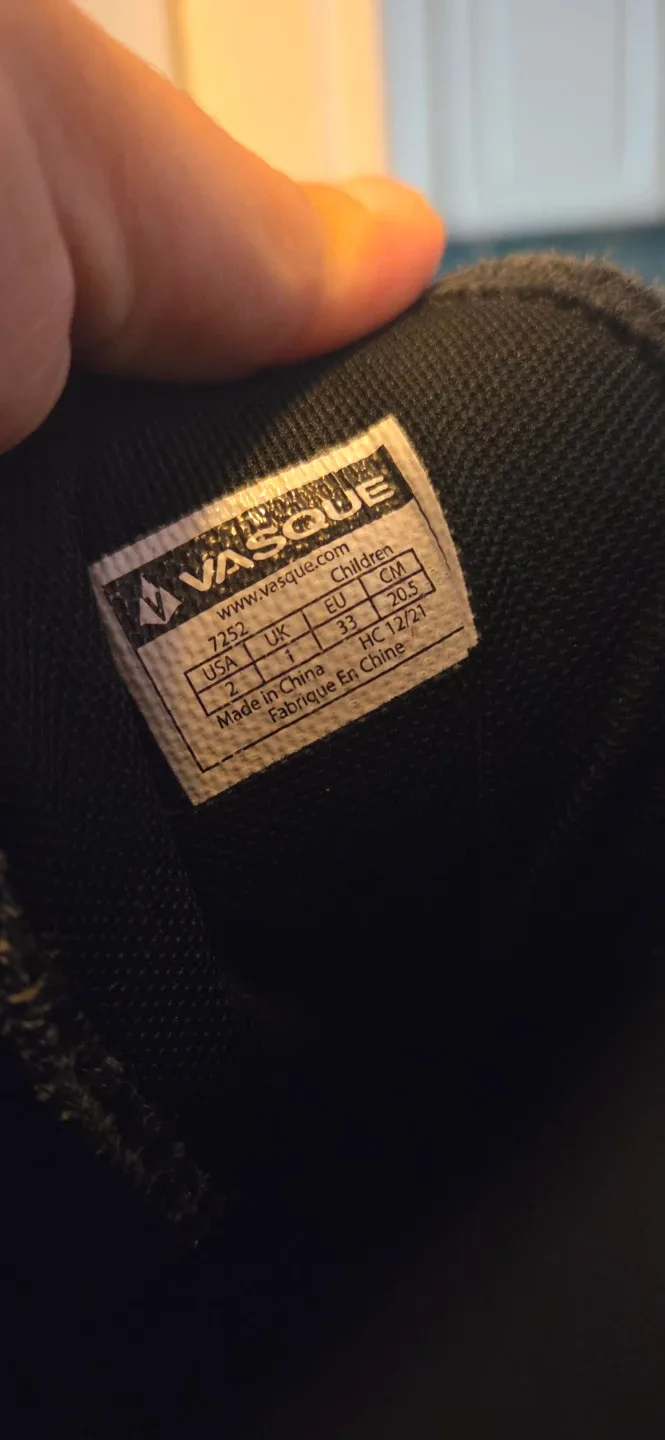 VASQUE
www.vasque.com
7252 Children
USA UK EU CM
2 1 33 20.5
Made in China HC 12/21
Fabriqué En Chine